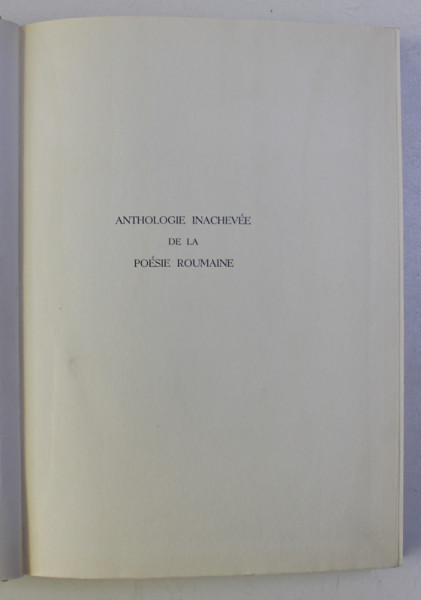 ANTHOLOGIE INACHEVÉE
DE LA
POÉSIE ROUMAINE